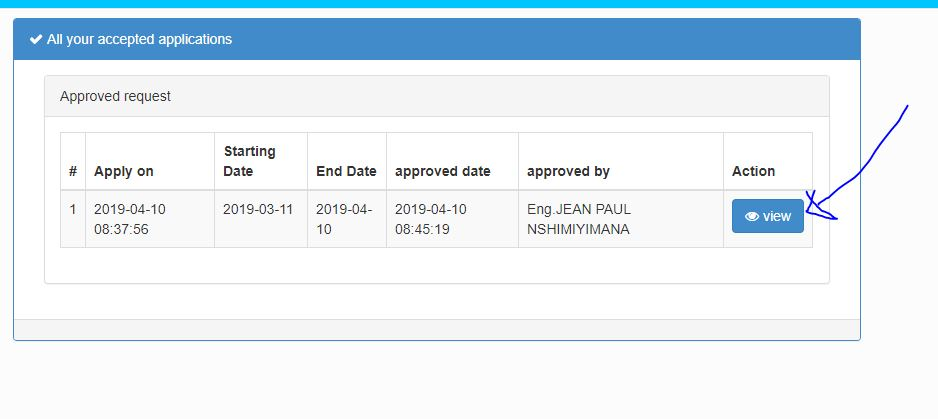 All your accepted applications
Approved request
# Apply on Starting Date End Date approved date approved by Action
1 2019-04-10 08:37:56 2019-03-11 2019-04-10 2019-04-10 08:45:19 Eng.JEAN PAUL NSHIMIYIMANA view